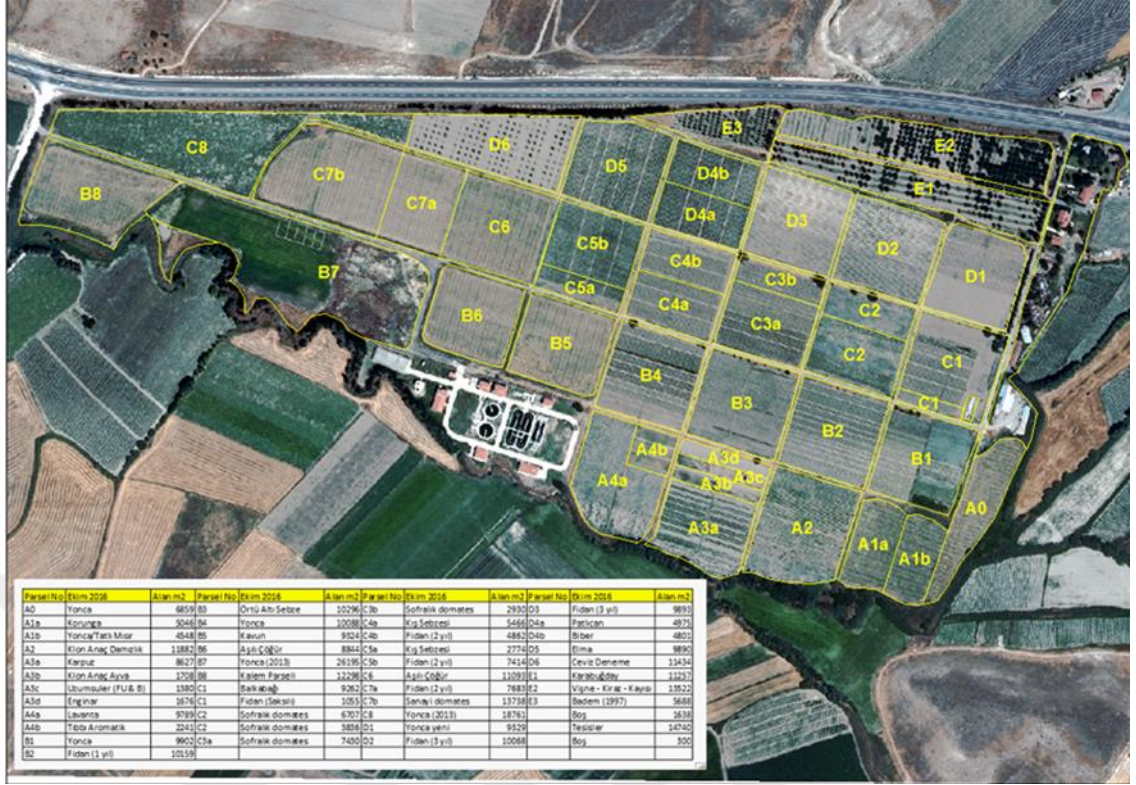 E3
E2
C8
D6
D5
D4b
C7b
E1
B8
C7a
D4a
D3
C6
C5b
D2
C4b
B7
C3b
D1
C5a
C4a
C2
B6
C3a
B5
C2
C1
B4
B3
C1
B2
A4b
A3d
B1
A4a
A3b
A3c
A0
A3a
A2
A1a
A1b
Parsel No Ekim 2016 Alan m2 Parsel No Ekim 2016 Alan m2 Parsel No Ekim 2016 Alan m2 Parsel No Ekim 2016 Alan m2
A0 Yonca 6859 B3 Örtü Altı Sebze 10296 C3b Sofralık domates 2930 D3 Fidan (3 yıl) 9893
A1a Korunga 5046 B4 Yonca 10088 C4a Kış Sebzesi 5466 D4a Patlıcan 4975
A1b Yonca/Tatlı Mısır 4548 B5 Kavun 9324 C4b Fidan (2 yıl) 4862 D4b Biber 4801
A2 Klon Anaç Damızlık 11882 B6 Aşılı Çöğür 8844 C5a Kış Sebzesi 2774 D5 Elma 9890
A3a Karpuz 8627 B7 Yonca (2013) 26195 C5b Fidan (2 yıl) 7414 D6 Ceviz Deneme 11434
A3b Klon Anaç Ayva 1708 B8 Kalem Parseli 12298 C6 Aşılı Çöğür 11093 E1 Karabuğday 11257
A3c Üzümsüler (FU & B) 1580 C1 Balkabağı 9262 C7a Fidan (2 yıl) 7683 E2 Vişne - Kiraz - Kayısı 13522
A3d Enginar 1676 C1 Fidan (Saksılı) 1055 C7b Sanayi domates 13738 E3 Badem (1997) 5688
A4a Lavanta 9789 C2 Sofralık domates 6707 C8 Yonca (2013) 18761 Boş 1638
A4b Tıbbi Aromatik 2241 C2 Sofralık domates 3836 D1 Yonca yeni 9329 Tesisler 14740
B1 Yonca 9902 C3a Sofralık domates 7430 D2 Fidan (3 yıl) 10068 Boş 300
B2 Fidan (1 yıl) 10159